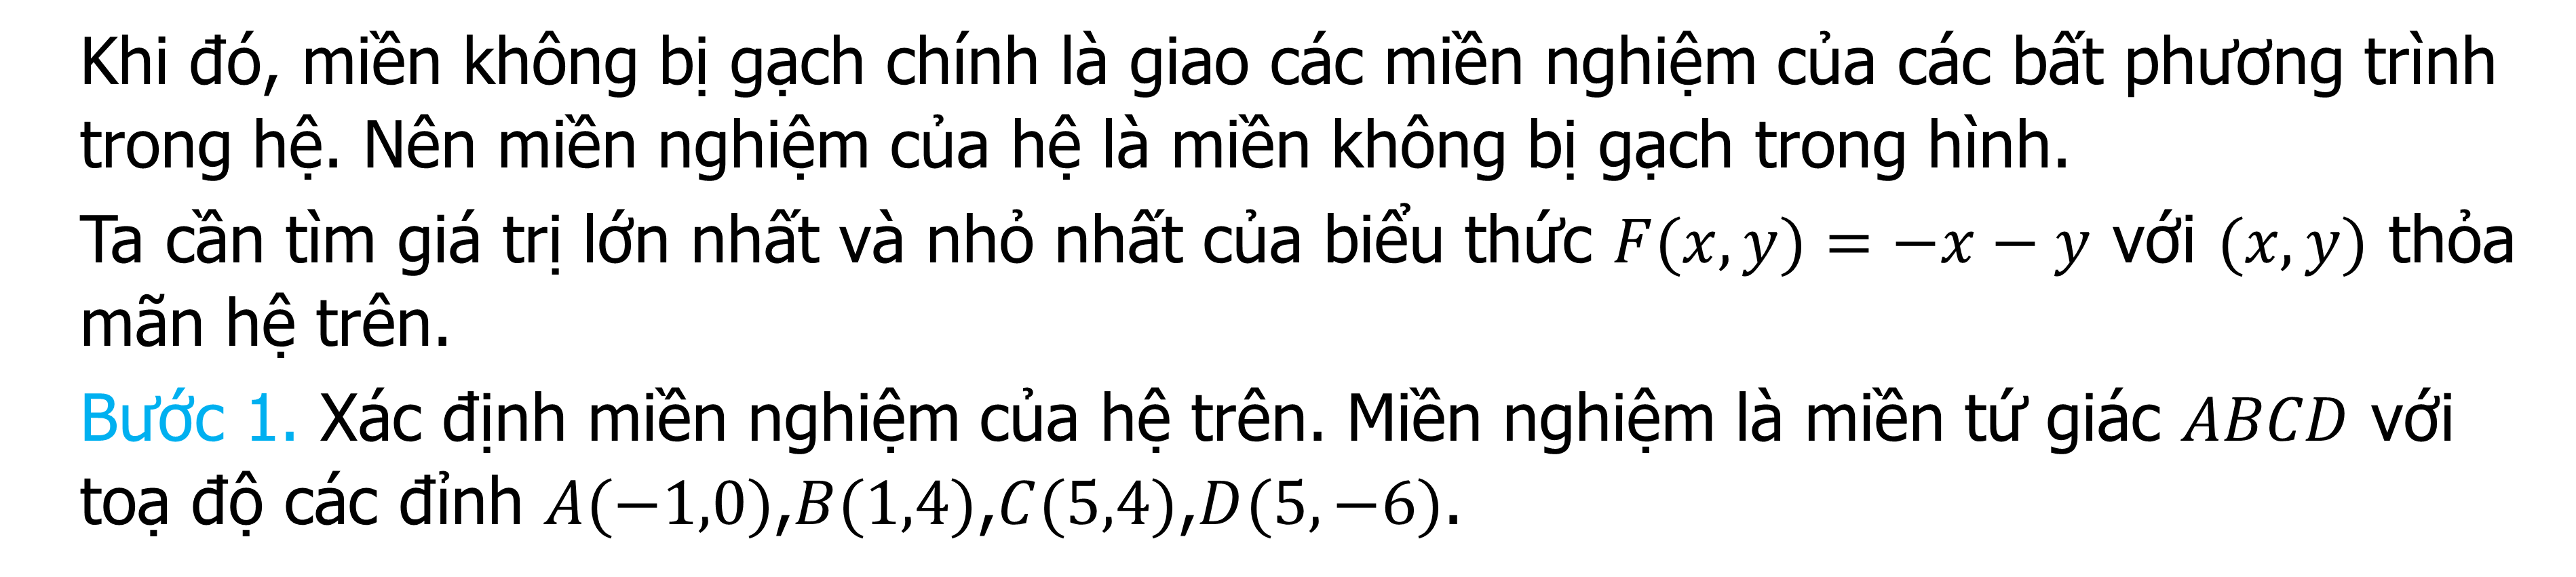 Khi đó, miền không bị gạch chính là giao các miền nghiệm của các bất phương trình
trong hệ. Nên miền nghiệm của hệ là miền không bị gạch trong hình.
Ta cần tìm giá trị lớn nhất và nhỏ nhất của biểu thức F(x, y) = −x − y với (x, y) thỏa
mãn hệ trên.
Bước 1. Xác định miền nghiệm của hệ trên. Miền nghiệm là miền tứ giác ABCD với
toạ độ các đỉnh A(−1,0),B(1,4),C(5,4),D(5, −6).